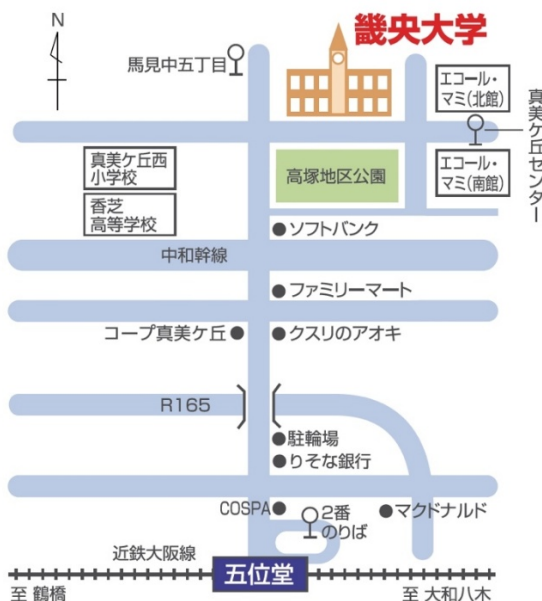 N
畿央大学
馬見中五丁目
エコール・
マミ(北館)
真美ケ丘センター
真美ケ丘西
小学校
高塚地区公園
エコール・
マミ(南館)
香芝
高等学校
ソフトバンク
中和幹線
ファミリーマート
コープ真美ケ丘
クスリのアオキ
R165
駐輪場
りそな銀行
COSPA
2番
のりば
マクドナルド
近鉄大阪線
五位堂
至 鶴橋
至 大和八木